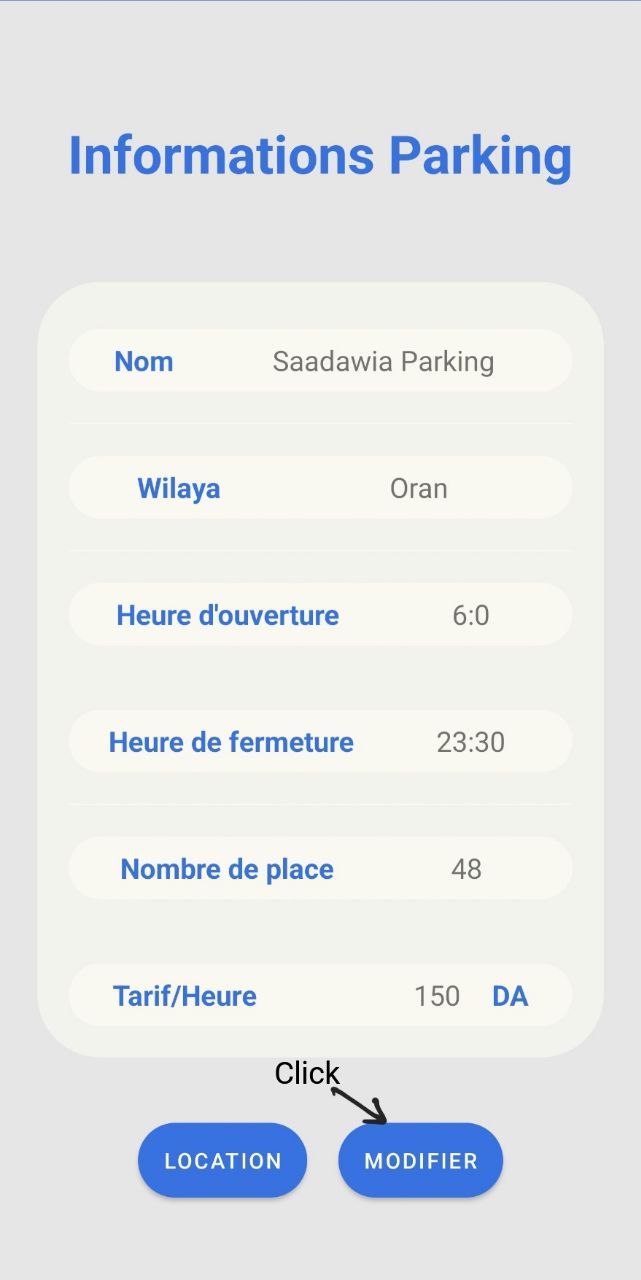 Informations Parking
Nom Saadawia Parking
Wilaya Oran
Heure d'ouverture 6:0
Heure de fermeture 23:30
Nombre de place 48
Tarif/Heure 150 DA
Click
LOCATION MODIFIER